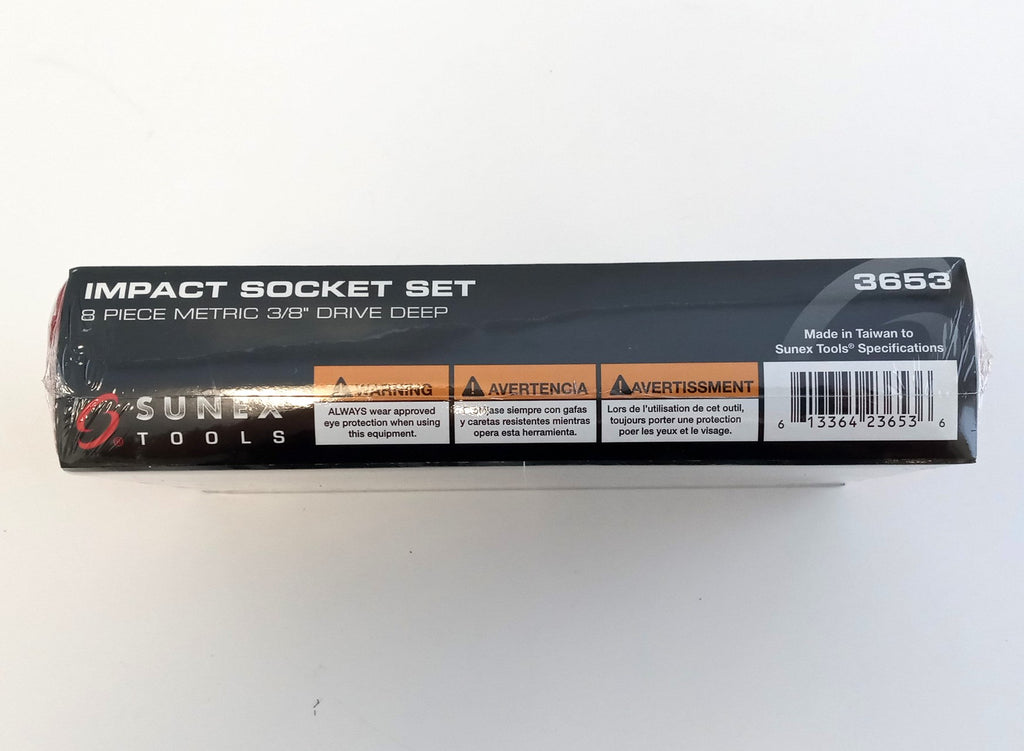 IMPACT SOCKET SET
8 PIECE METRIC 3/8" DRIVE DEEP
3653
Made in Taiwan to
Sunex Tools® Specifications
SUNEX
TOOLS
®
WARNING
ALWAYS wear approved
eye protection when using
this equipment.
AVERTENCIA
siempre con gafas
y caretas resistentes mientras
opera esta herramienta.
AVERTISSMENT
Lors de l'utilisation de cet outil,
toujours porter une protection
poer les yeux et le visage.
6 13364 23653 6